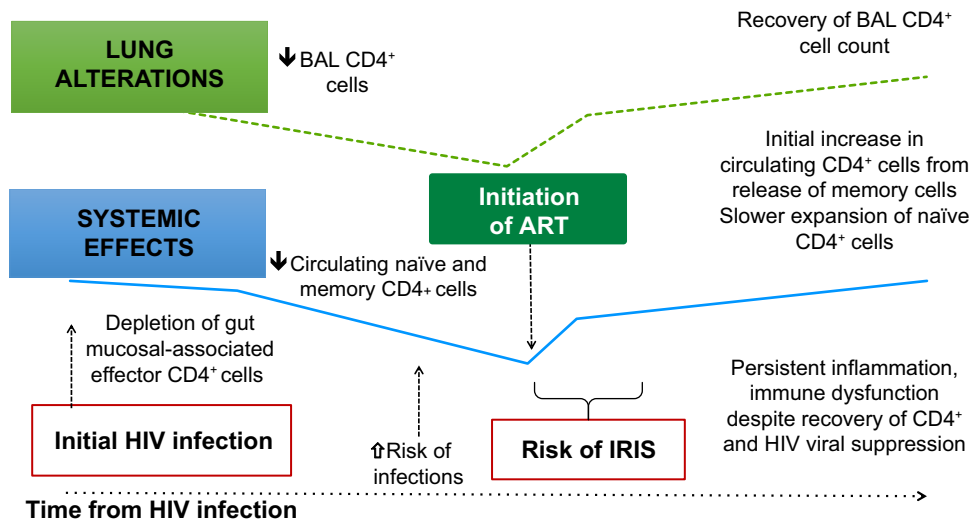 LUNG
ALTERATIONS
🡇 BAL CD4⁺
cells
Recovery of BAL CD4⁺
cell count
SYSTEMIC
EFFECTS
Initiation
of ART
Initial increase in
circulating CD4⁺ cells from
release of memory cells
Slower expansion of naïve
CD4⁺ cells
🡇 Circulating naïve and
memory CD4+ cells
Depletion of gut
mucosal-associated
effector CD4⁺ cells
Initial HIV infection
⇧Risk of
infections
Risk of IRIS
Persistent inflammation,
immune dysfunction
despite recovery of CD4⁺
and HIV viral suppression
Time from HIV infection